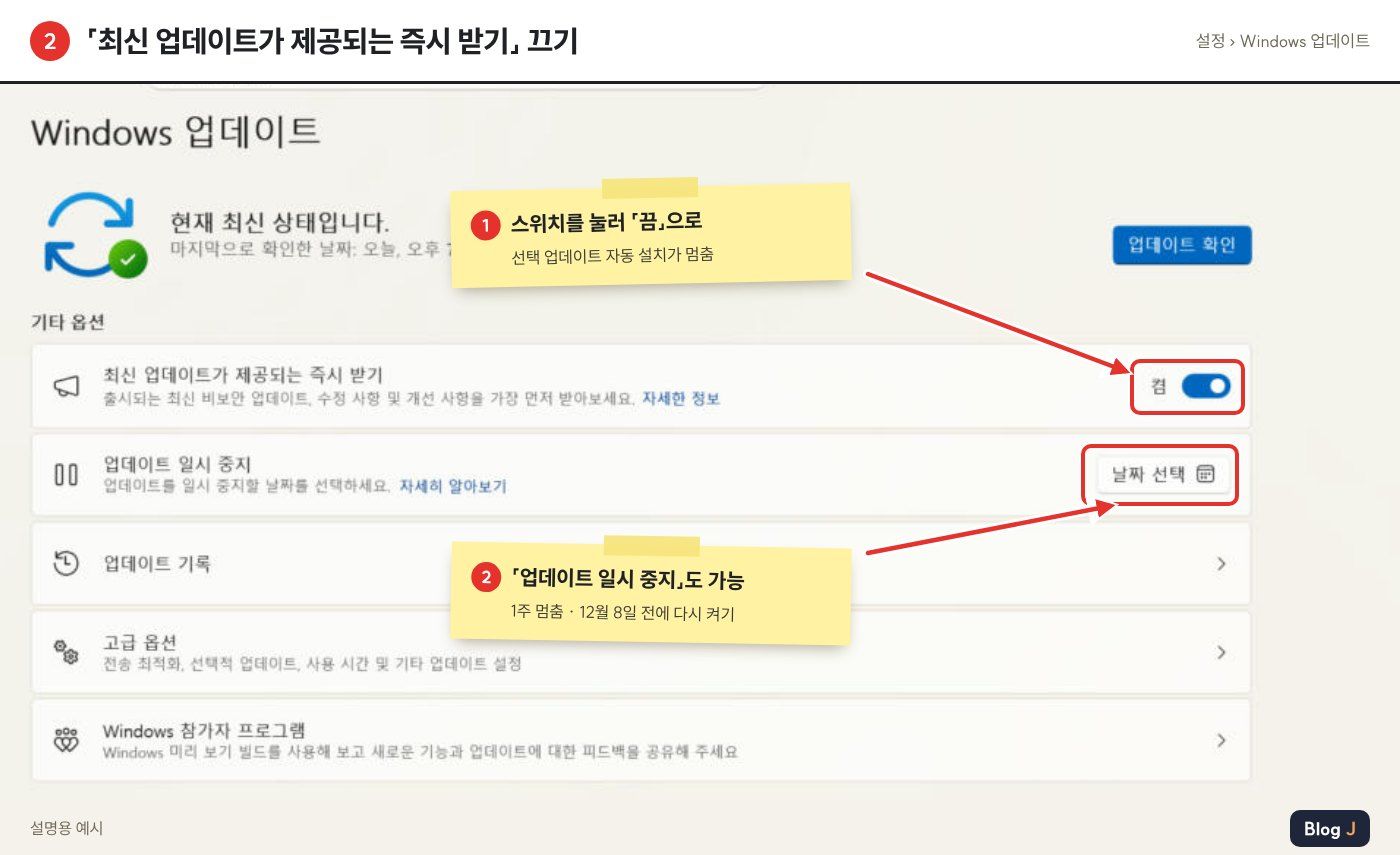 2 「최신 업데이트가 제공되는 즉시 받기」 끄기
설정 › Windows 업데이트
Windows 업데이트
현재 최신 상태입니다.
마지막으로 확인한 날짜: 오늘, 오후
1 스위치를 눌러 「끔」으로
선택 업데이트 자동 설치가 멈춤
업데이트 확인
기타 옵션
최신 업데이트가 제공되는 즉시 받기
출시되는 최신 비보안 업데이트, 수정 사항 및 개선 사항을 가장 먼저 받아보세요. 자세한 정보
켬
업데이트 일시 중지
업데이트를 일시 중지할 날짜를 선택하세요. 자세히 알아보기
날짜 선택
업데이트 기록
2 「업데이트 일시 중지」도 가능
1주 멈춤 · 12월 8일 전에 다시 켜기
고급 옵션
전송 최적화, 선택적 업데이트, 사용 시간 및 기타 업데이트 설정
Windows 참가자 프로그램
Windows 미리 보기 빌드를 사용해 보고 새로운 기능과 업데이트에 대한 피드백을 공유해 주세요
설명용 예시
Blog J